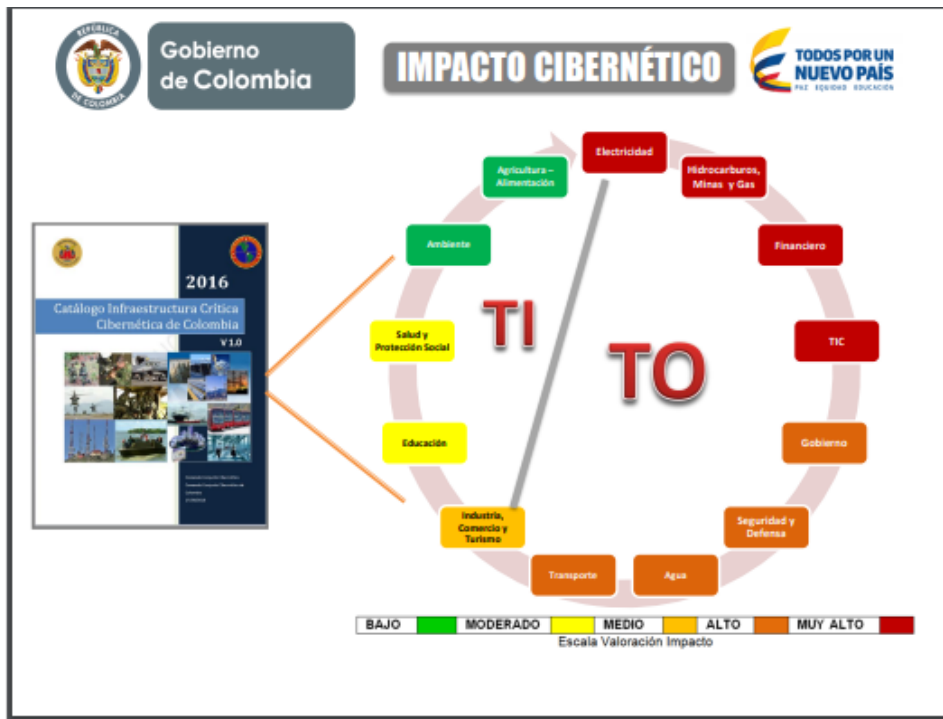 REPÚBLICA
DE COLOMBIA
Gobierno
de Colombia
IMPACTO CIBERNÉTICO
TODOS POR UN
NUEVO PAÍS
PAZ EQUIDAD EDUCACIÓN
Electricidad
Hidrocarburos,
Minas y Gas
Financiero
TIC
Gobierno
Seguridad y
Defensa
Agua
Transporte
Industria,
Comercio y
Turismo
Educación
Salud y
Protección Social
Ambiente
Agricultura –
Alimentación
TI
TO
2016
Catálogo Infraestructura Crítica
Cibernética de Colombia
V 1.0
BAJO MODERADO MEDIO ALTO MUY ALTO
Escala Valoración Impacto